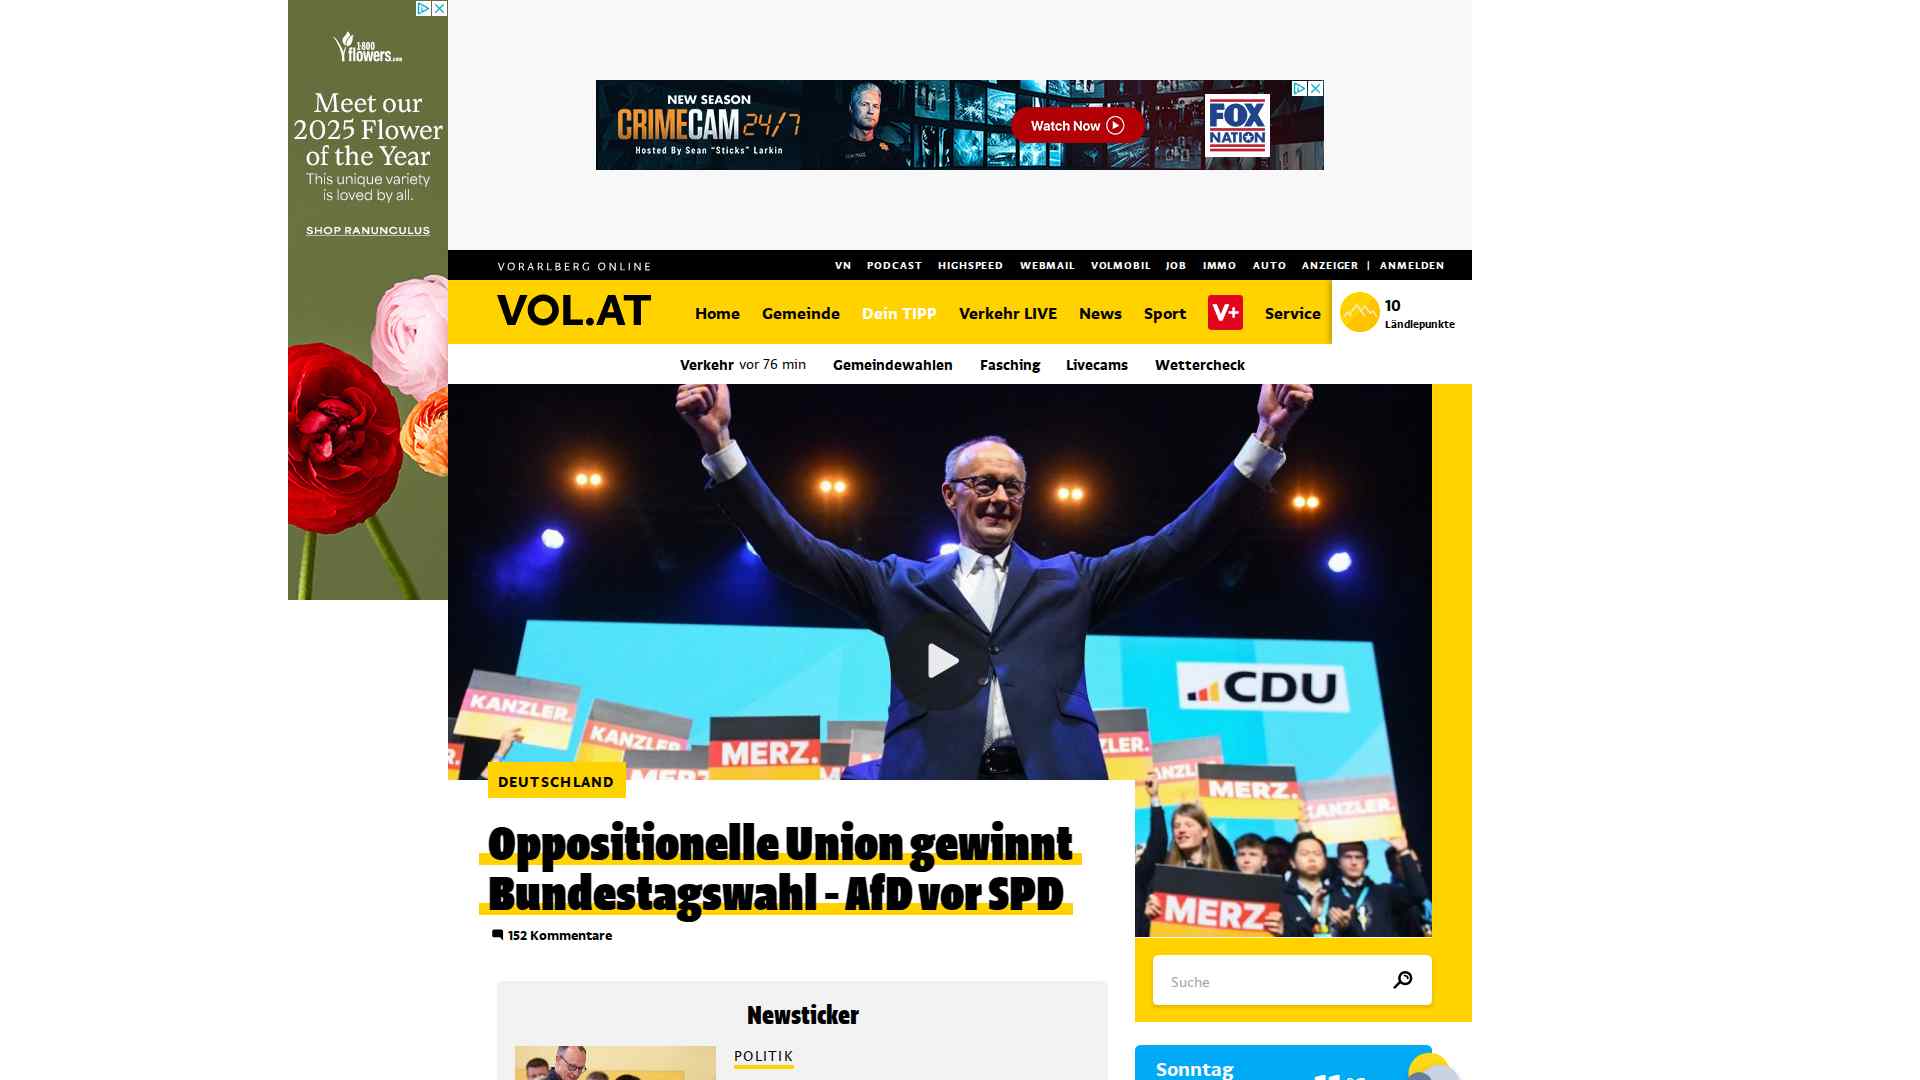 1-800
flowers.com
Meet our
2025 Flower
of the Year
This unique variety
is loved by all.
SHOP RANUNCULUS
NEW SEASON
CRIMECAM 24/7
Hosted By Sean "Sticks" Larkin
Watch Now
FOX
NATION
VORARLBERG ONLINE
VN PODCAST HIGHSPEED WEBMAIL VOLMOBIL JOB IMMO AUTO ANZEIGER | ANMELDEN
VOL.AT
Home Gemeinde Dein TIPP Verkehr LIVE News Sport V+ Service
10
Ländlepunkte
Verkehr vor 76 min Gemeindewahlen Fasching Livecams Wettercheck
CDU
KANZLER.
KANZLER.
MERZ.
MERZ
ZLER.
ANZLER.
MERZ.
KANZLER.
MERZ.
DEUTSCHLAND
Oppositionelle Union gewinnt
Bundestagswahl - AfD vor SPD
152 Kommentare
Suche
Newsticker
POLITIK
Sonntag
11 °C